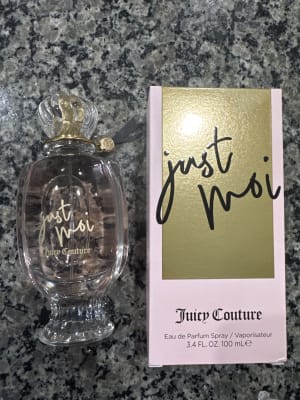 just
moi
Juicy Couture
just
moi
Juicy Couture
Eau de Parfum Spray / Vaporisateur
3.4 FL. OZ. 100 mL℮